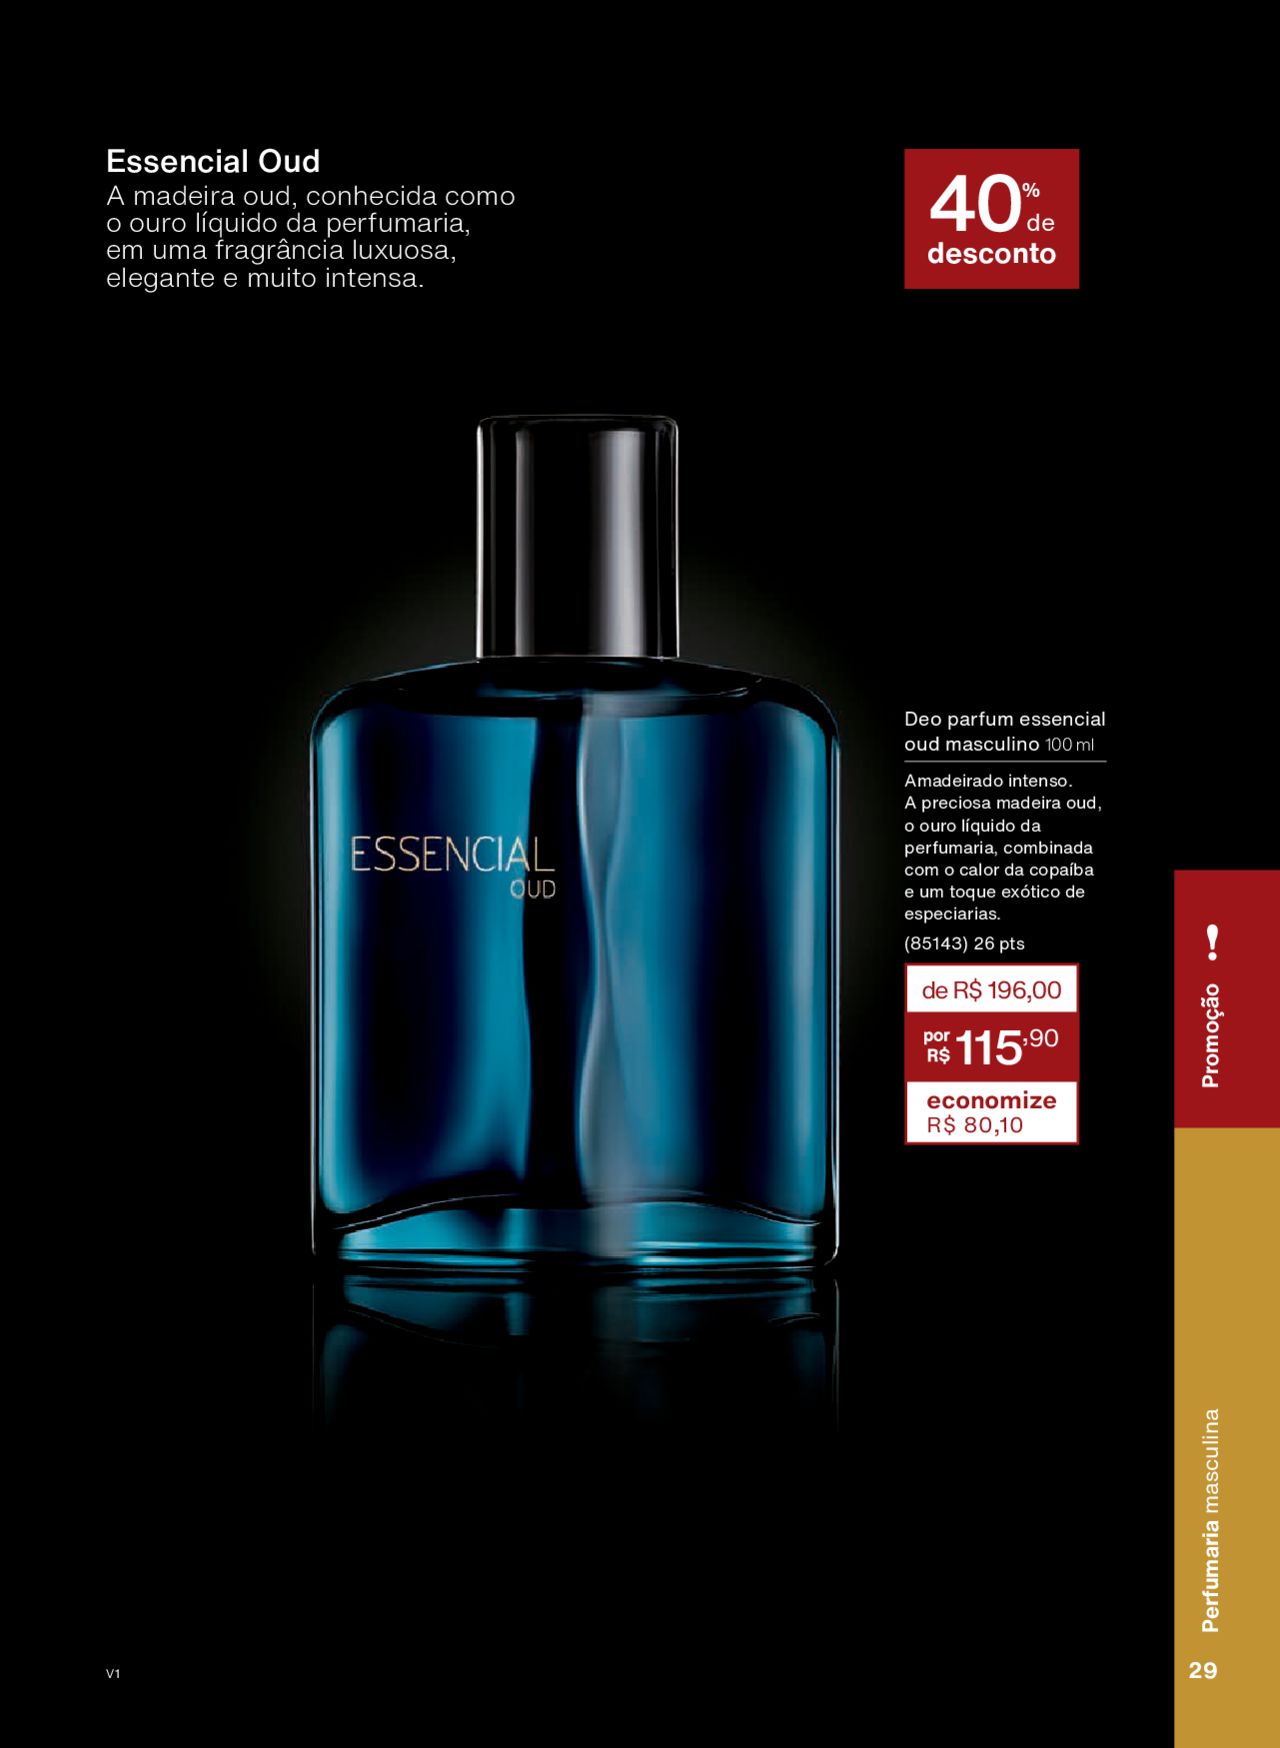 Essencial Oud
A madeira oud, conhecida como
o ouro líquido da perfumaria,
em uma fragrância luxuosa,
elegante e muito intensa.
40% de
desconto
ESSENCIAL
OUD
Deo parfum essencial
oud masculino 100 ml
Amadeirado intenso.
A preciosa madeira oud,
o ouro líquido da
perfumaria, combinada
com o calor da copaíba
e um toque exótico de
especiarias.
(85143) 26 pts
de R$ 196,00
por R$ 115,90
economize
R$ 80,10
Promoção !
Perfumaria masculina
V1
29